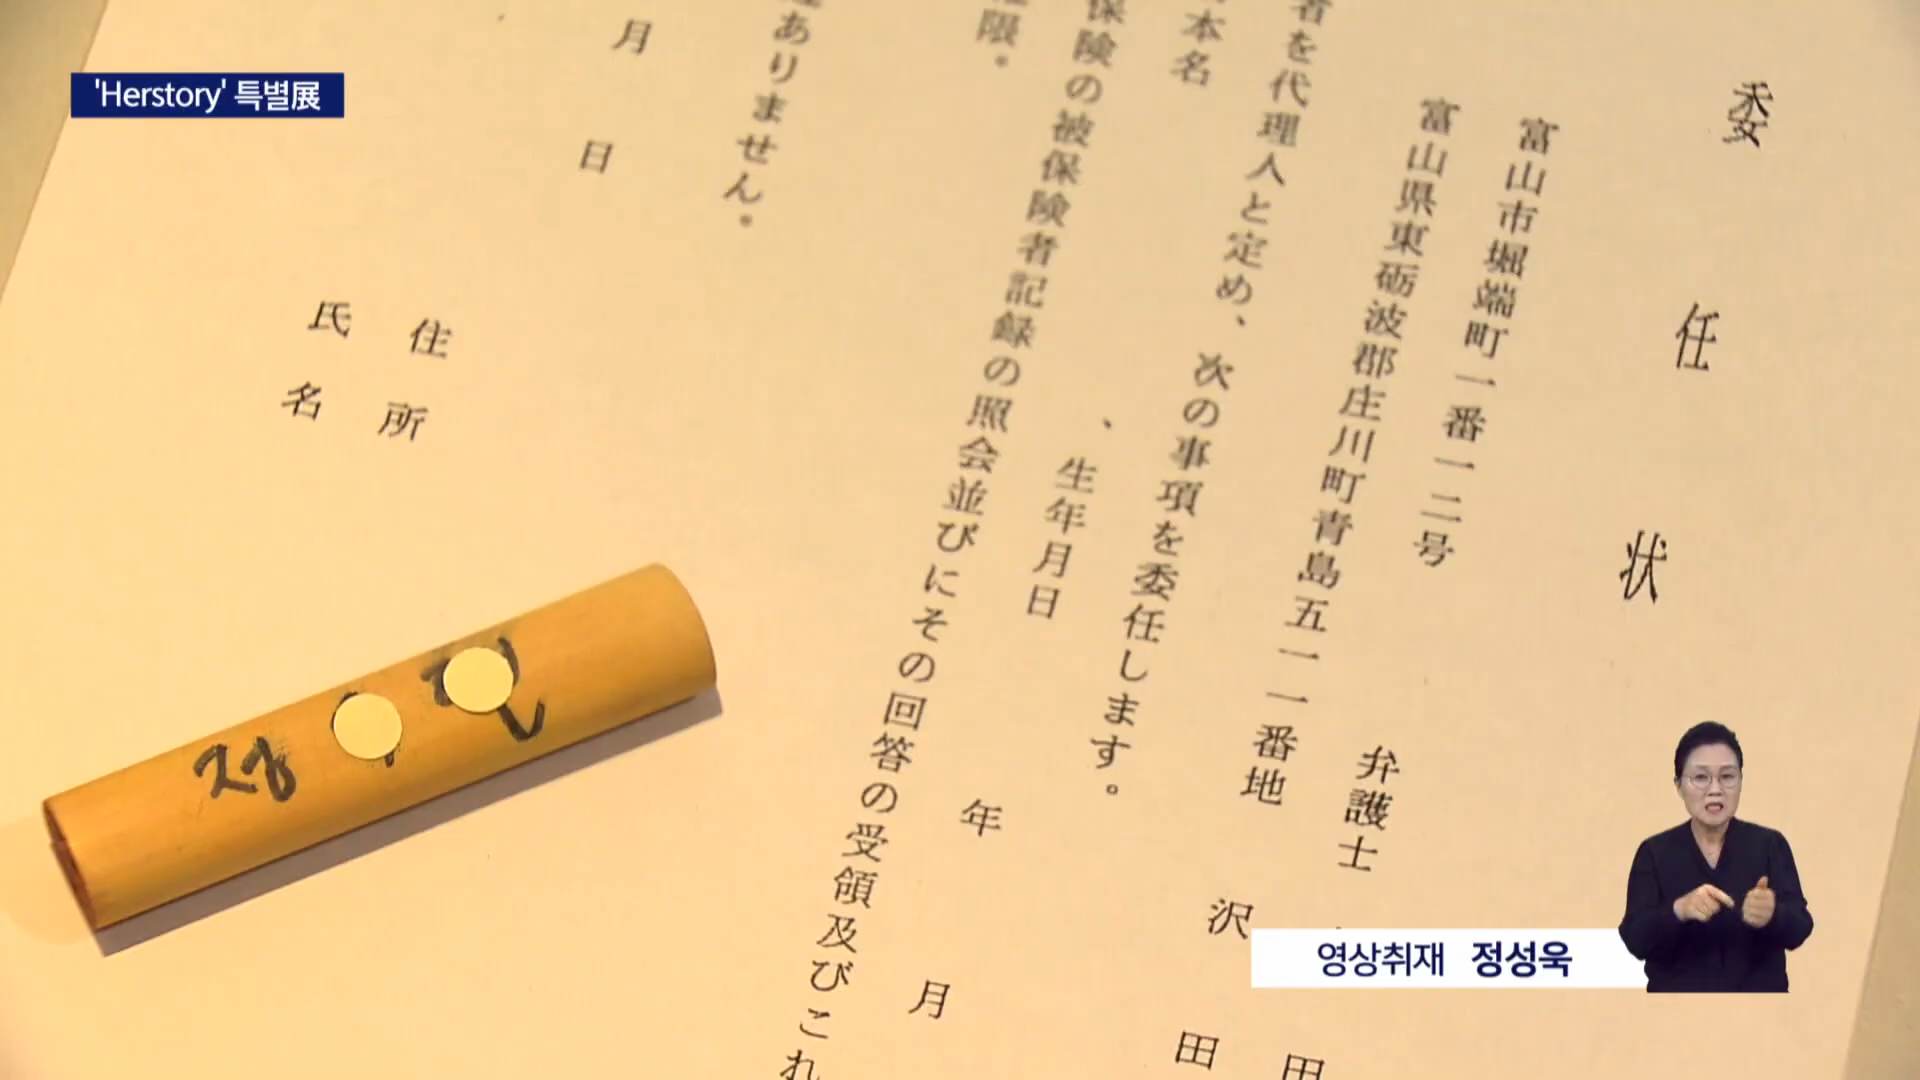 'Herstory' 특별展
委任状
富山市堀端町一番一二号
弁護士
富山県東砺波郡庄川町青島五一一番地
沢田
者を代理人と定め、次の事項を委任します。
本名、生年月日 年 月
保険の被保険者記録の照会並びにその回答の受領及びこれ
限。
ありません。
月 日
住所
氏名
정
영상취재 정성욱